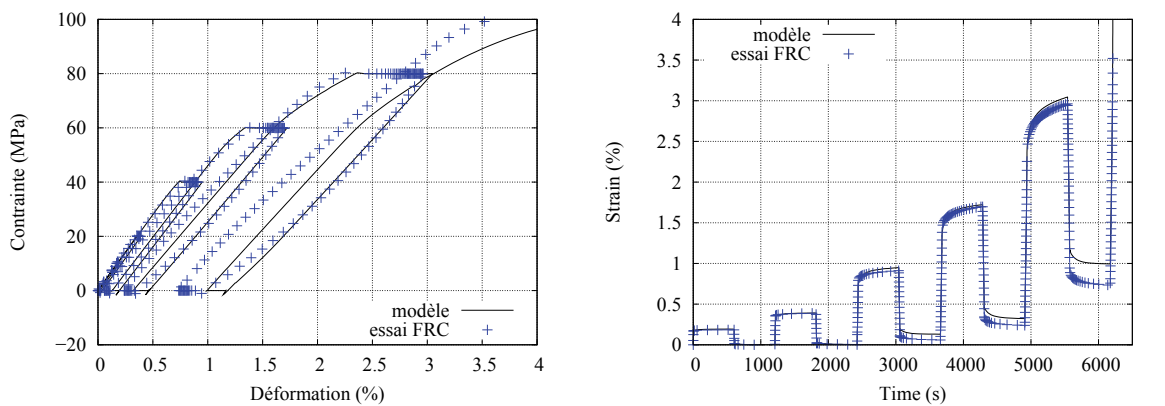 100
80
60
40
20
0
−20
0 0.5 1 1.5 2 2.5 3 3.5 4
Contrainte (MPa)
Déformation (%)
modèle
essai FRC
4%
3.5
3
2.5
2
1.5
1
0.5
0
0 1000 2000 3000 4000 5000 6000
Strain (%)
Time (s)
modèle
essai FRC